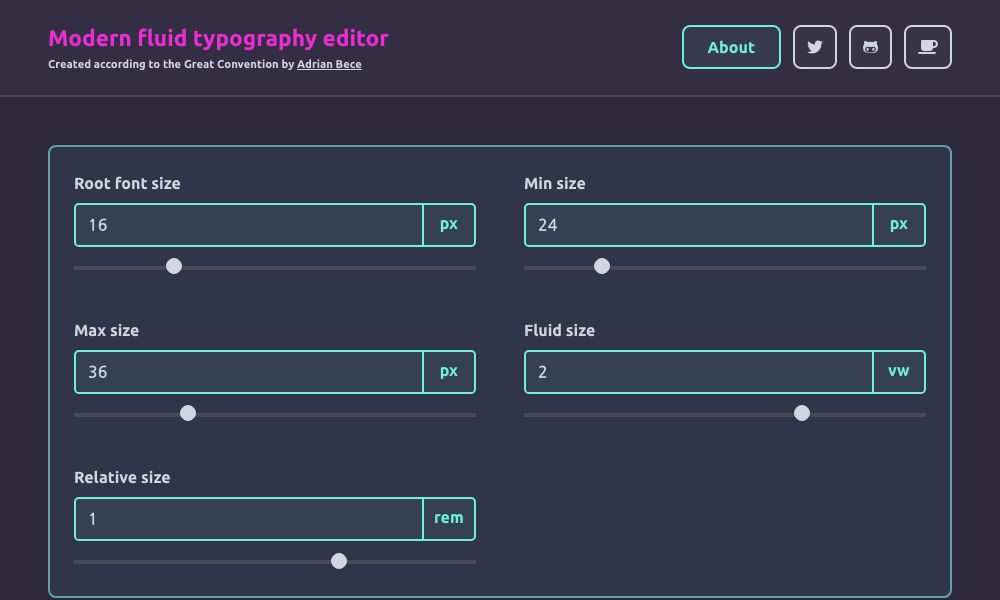 Modern fluid typography editor
Created according to the Great Convention by Adrian Bece
About
Root font size
16 px
Min size
24 px
Max size
36 px
Fluid size
2 vw
Relative size
1 rem